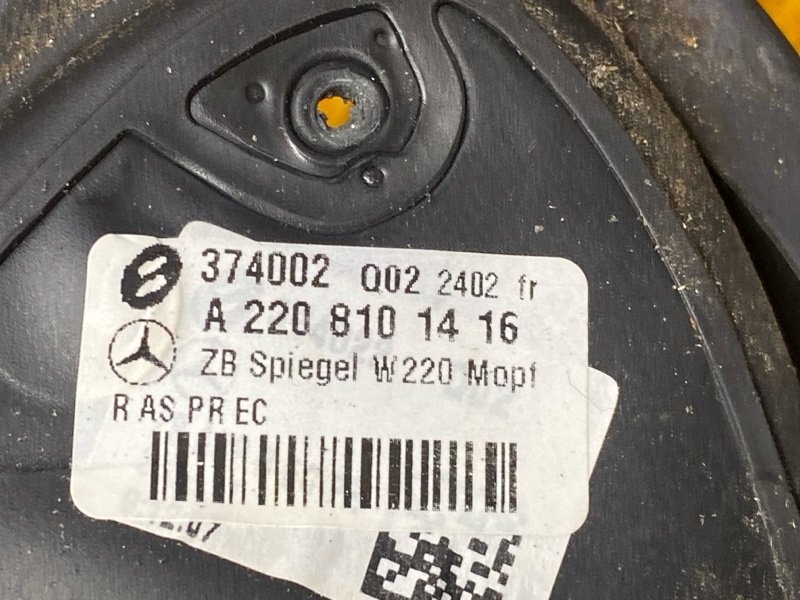 374002 Q02 2402 fr
A 220 810 14 16
ZB Spiegel W220 Mopf
R AS PR EC